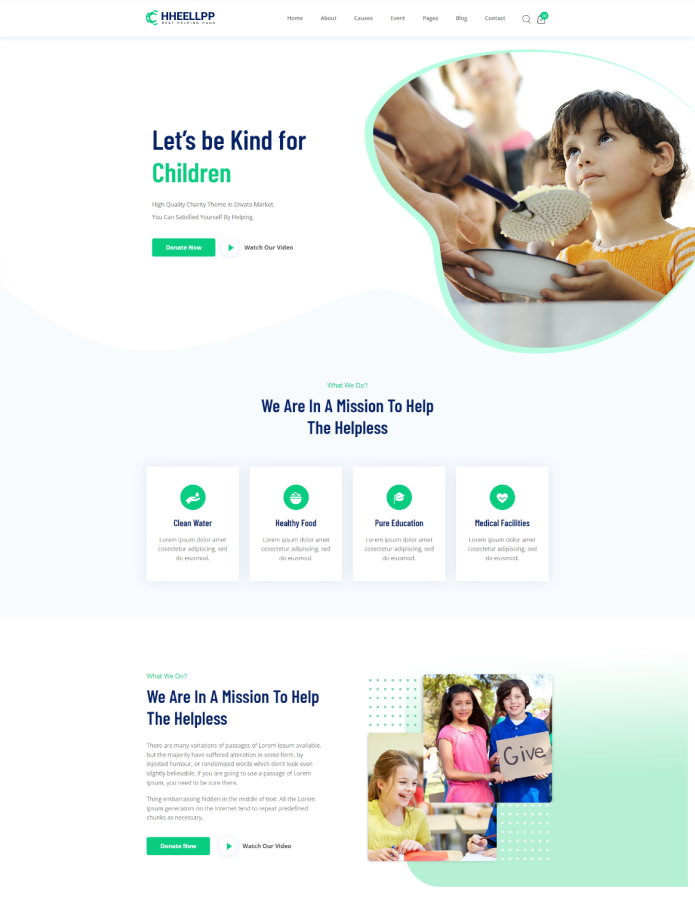 HHEELLPP
BEST HELPING HAND
Home About Causes Event Pages Blog Contact
Let's be Kind for
Children
High Quality Charity Theme in Envato Market.
You Can Satisfied Yourself By Helping.
Donate Now Watch Our Video
What We Do?
We Are In A Mission To Help
The Helpless
Clean Water
Lorem ipsum dolor amet
cosectetur adipiscing, sed
do eiusmod.
Healthy Food
Lorem ipsum dolor amet
cosectetur adipiscing, sed
do eiusmod.
Pure Education
Lorem ipsum dolor amet
cosectetur adipiscing, sed
do eiusmod.
Medical Facilities
Lorem ipsum dolor amet
cosectetur adipiscing, sed
do eiusmod.
What We Do?
We Are In A Mission To Help
The Helpless
There are many variations of passages of Lorem Ipsum available,
but the majority have suffered alteration in some form, by
injected humour, or randomised words which don't look even
slightly believable. If you are going to use a passage of Lorem
Ipsum, you need to be sure there.
Thing embarrassing hidden in the middle of text. All the Lorem
Ipsum generators on the Internet tend to repeat predefined
chunks as necessary,
Donate Now Watch Our Video
Give